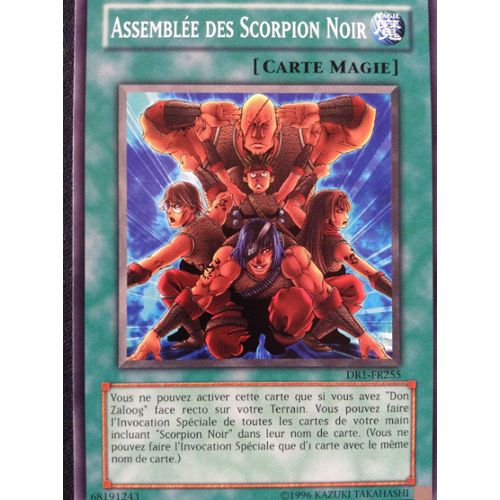 ASSEMBLÉE DES SCORPION NOIR
MAGIE
魔
[CARTE MAGIE]
DR1-FR255
Vous ne pouvez activer cette carte que si vous avez "Don
Zaloog" face recto sur votre Terrain. Vous pouvez faire
l'Invocation Spéciale de toutes les cartes de votre main
incluant "Scorpion Noir" dans leur nom de carte. (Vous ne
pouvez faire l'Invocation Spéciale que d'1 carte avec le même
nom de carte.)
68191243
©1996 KAZUKI TAKAHASHI